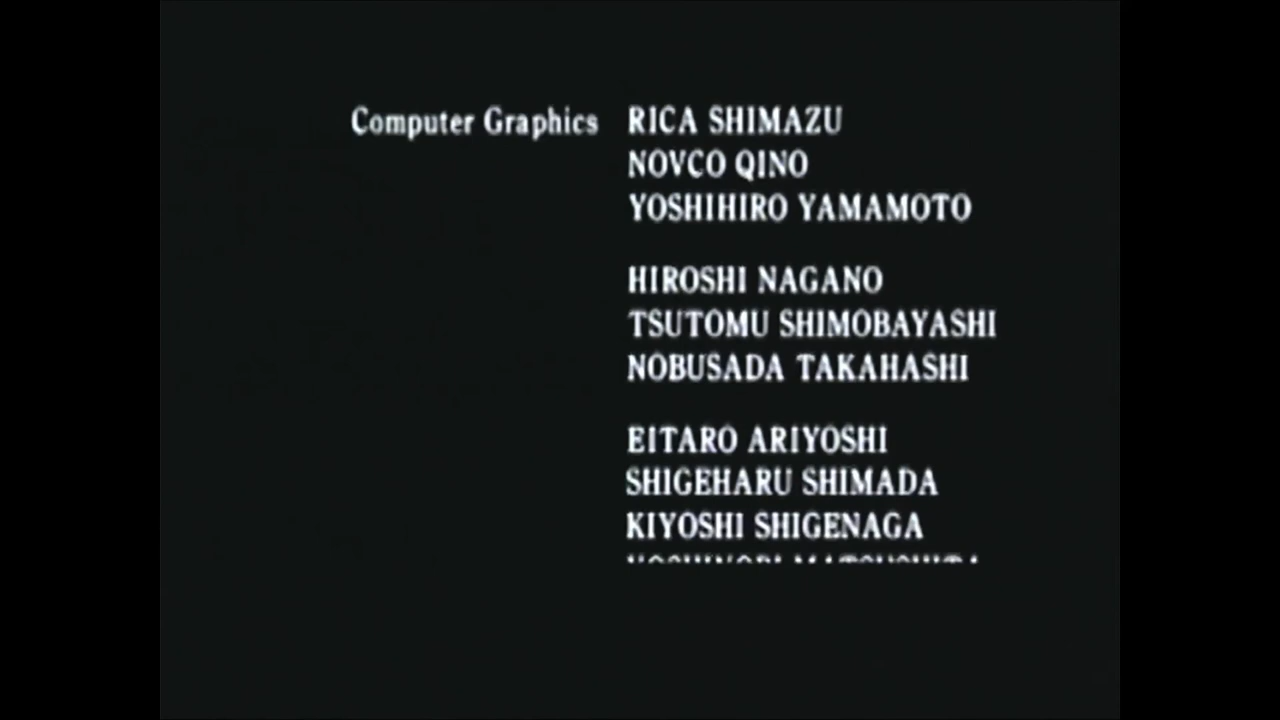 Computer Graphics RICA SHIMAZU
NOVCO QINO
YOSHIHIRO YAMAMOTO
HIROSHI NAGANO
TSUTOMU SHIMOBAYASHI
NOBUSADA TAKAHASHI
EITARO ARIYOSHI
SHIGEHARU SHIMADA
KIYOSHI SHIGENAGA